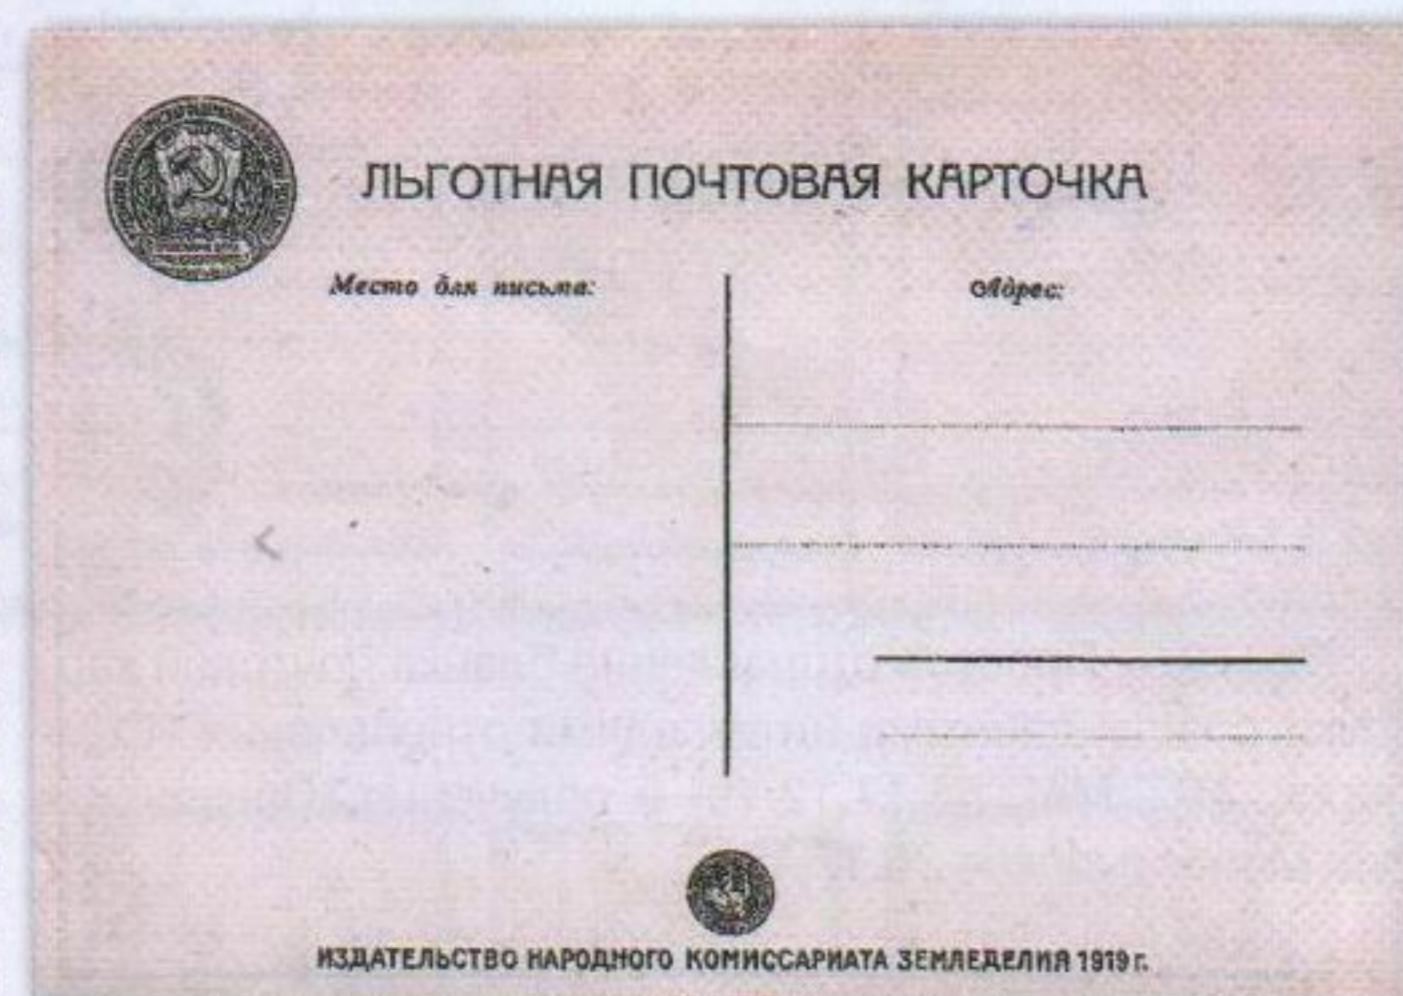 ЛЬГОТНАЯ ПОЧТОВАЯ КАРТОЧКА
Место для письма:
Адрес:
ИЗДАТЕЛЬСТВО НАРОДНОГО КОМИССАРИАТА ЗЕМЛЕДЕЛИЯ 1919 г.